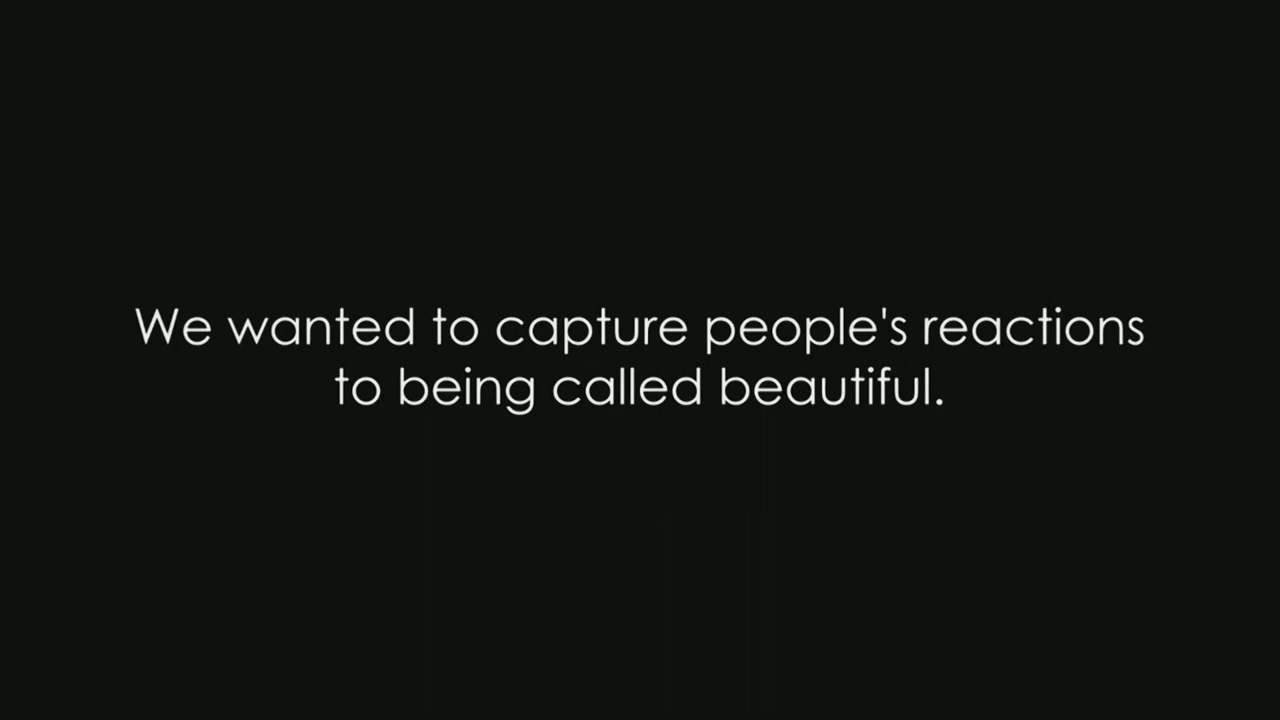 We wanted to capture people's reactions
to being called beautiful.